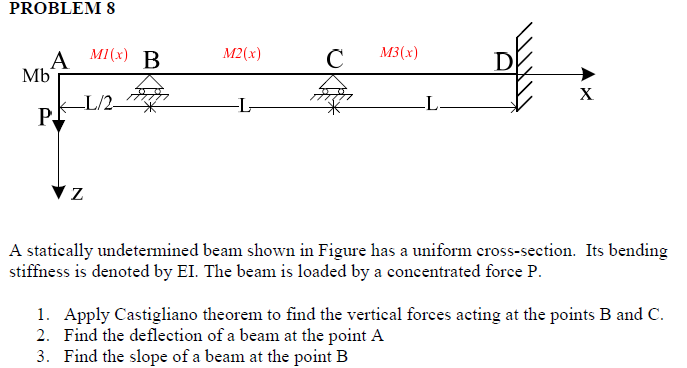 PROBLEM 8
A M1(x) B M2(x) C M3(x) D
Mb
L/2 L L X
P
Z
A statically undetermined beam shown in Figure has a uniform cross-section. Its bending
stiffness is denoted by EI. The beam is loaded by a concentrated force P.
1. Apply Castigliano theorem to find the vertical forces acting at the points B and C.
2. Find the deflection of a beam at the point A
3. Find the slope of a beam at the point B